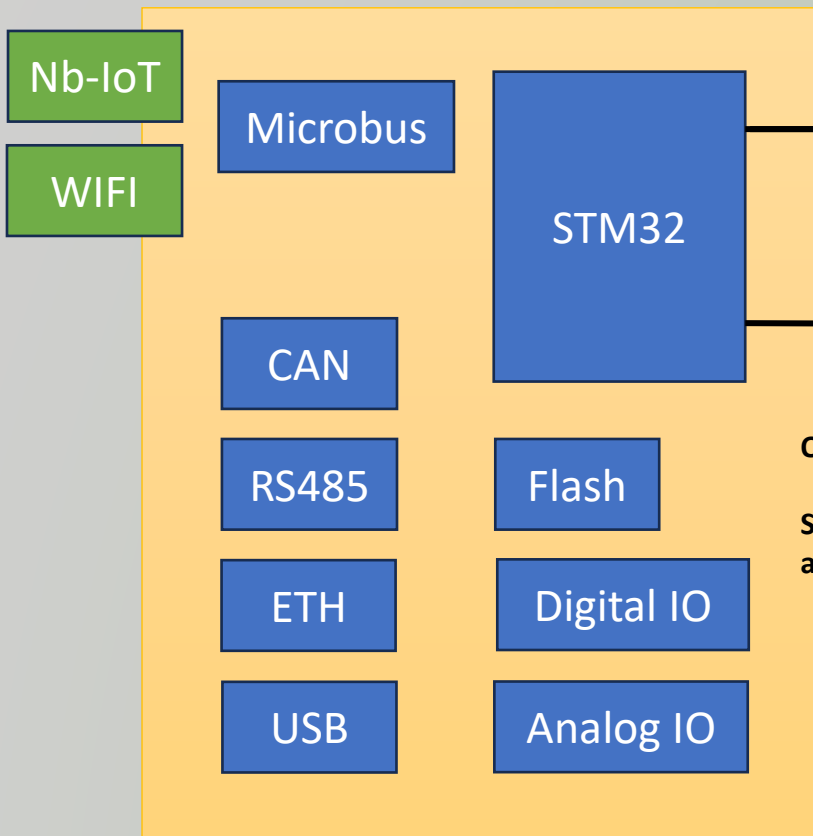 Nb-IoT
WIFI
Microbus
STM32
CAN
RS485
ETH
USB
Flash
Digital IO
Analog IO